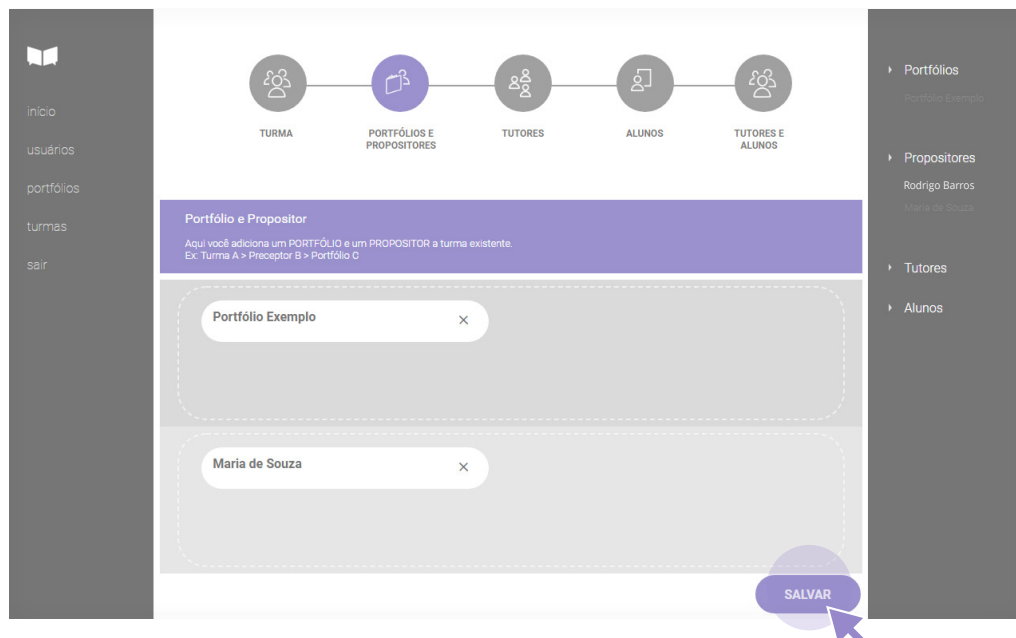 início
usuários
portfólios
turmas
sair
TURMA
PORTFÓLIOS E
PROPOSITORES
TUTORES
ALUNOS
TUTORES E
ALUNOS
Portfólio e Propositor
Aqui você adiciona um PORTFÓLIO e um PROPOSITOR a turma existente.
Ex: Turma A > Preceptor B > Portfólio C
Portfólio Exemplo ×
Maria de Souza ×
SALVAR
Portfólios
Portfólio Exemplo
Propositores
Rodrigo Barros
Maria de Souza
Tutores
Alunos